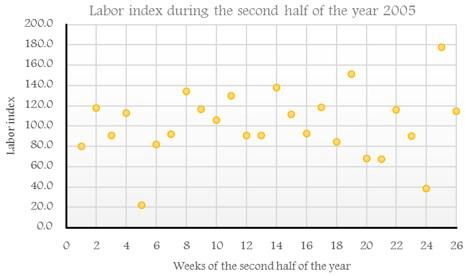 Labor index during the second half of the year 2005
200.0
180.0
160.0
140.0
120.0
100.0
80.0
60.0
40.0
20.0
0.0
Labor index
0 2 4 6 8 10 12 14 16 18 20 22 24 26
Weeks of the second half of the year